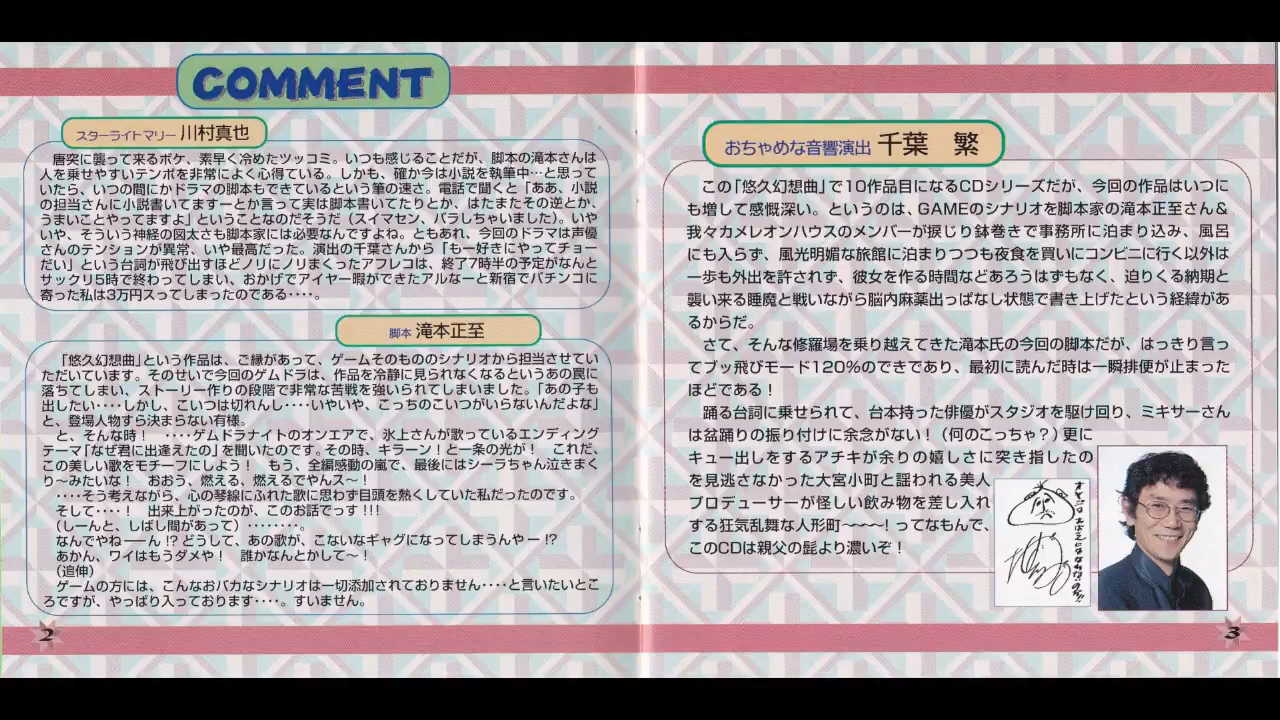 COMMENT
スターライトマリー 川村真也
唐突に襲って来るボケ、素早く冷めたツッコミ。いつも感じることだが、脚本の滝本さんは
人を乗せやすいテンポを非常によく心得ている。しかも、確か今は小説を執筆中…と思って
いたら、いつの間にかドラマの脚本もできているという筆の速さ。電話で聞くと「ああ、小説
の担当さんに小説書いてますーとか言って実は脚本書いてたりとか、はたまたその逆とか、
うまいことやってますよ」ということなのだそうだ（スイマセン、バラしちゃいました）。いや
いや、そういう神経の図太さも脚本家には必要なんですよね。ともあれ、今回のドラマは声優
さんのテンションが異常、いや最高だった。演出の千葉さんから「もー好きにやってチョー
だい」という台詞が飛び出すほどノリにノリまくったアフレコは、終了7時半の予定がなんと
サックリ5時で終わってしまい、おかげでアイヤー暇ができたアルなーと新宿でパチンコに
寄った私は3万円スってしまったのである‥‥。
脚本 滝本正至
「悠久幻想曲」という作品は、ご縁があって、ゲームそのもののシナリオから担当させてい
ただいています。そのせいで今回のゲムドラは、作品を冷静に見られなくなるというあの罠に
落ちてしまい、ストーリー作りの段階で非常な苦戦を強いられてしまいました。「あの子も
出したい‥‥しかし、こいつは切れんし‥‥いやいや、こっちのこいつがいらないんだよな」
と、登場人物すら決まらない有様。
と、そんな時！ ‥‥ゲムドラナイトのオンエアで、氷上さんが歌っているエンディング
テーマ「なぜ君に出逢えたの」を聞いたのです。その時、キラーン！と一条の光が！ これだ、
この美しい歌をモチーフにしよう！ もう、全編感動の嵐で、最後にはシーラちゃん泣きまく
り～みたいな！ おおう、燃える、燃えるでやんス～！
‥‥そう考えながら、心の琴線にふれた歌に思わず目頭を熱くしていた私だったのです。
そして‥‥！ 出来上がったのが、このお話でっす!!!
（しーんと、しばし間があって）‥‥‥‥。
なんでやねーん!?どうして、あの歌が、こないなギャグになってしまうんやー!?
あかん、ワイはもうダメや！ 誰かなんとかして～！
（追伸）
ゲームの方には、こんなおバカなシナリオは一切添加されておりません‥‥と言いたいとこ
ろですが、やっぱり入っております‥‥。すいません。
2
おちゃめな音響演出 千葉 繁
この「悠久幻想曲」で10作品目になるCDシリーズだが、今回の作品はいつに
も増して感慨深い。というのは、GAMEのシナリオを脚本家の滝本正至さん＆
我々カメレオンハウスのメンバーが捩じり鉢巻きで事務所に泊まり込み、風呂
にも入らず、風光明媚な旅館に泊まりつつも夜食を買いにコンビニに行く以外は
一歩も外出を許されず、彼女を作る時間などあろうはずもなく、迫りくる納期と
襲い来る睡魔と戦いながら脳内麻薬出っぱなし状態で書き上げたという経緯があ
るからだ。
さて、そんな修羅場を乗り越えてきた滝本氏の今回の脚本だが、はっきり言っ
てブッ飛びモード120％のできであり、最初に読んだ時は一瞬排便が止まった
ほどである！
踊る台詞に乗せられて、台本持った俳優がスタジオを駆け回り、ミキサーさん
は盆踊りの振り付けに余念がない！（何のこっちゃ？）更に
キュー出しをするアチキが余りの嬉しさに突き指したの
を見逃さなかった大宮小町と謳われる美人
プロデューサーが怪しい飲み物を差し入れ
する狂気乱舞な人形町～～～！ってなもんで、
このCDは親父の髭より濃いぞ！
3